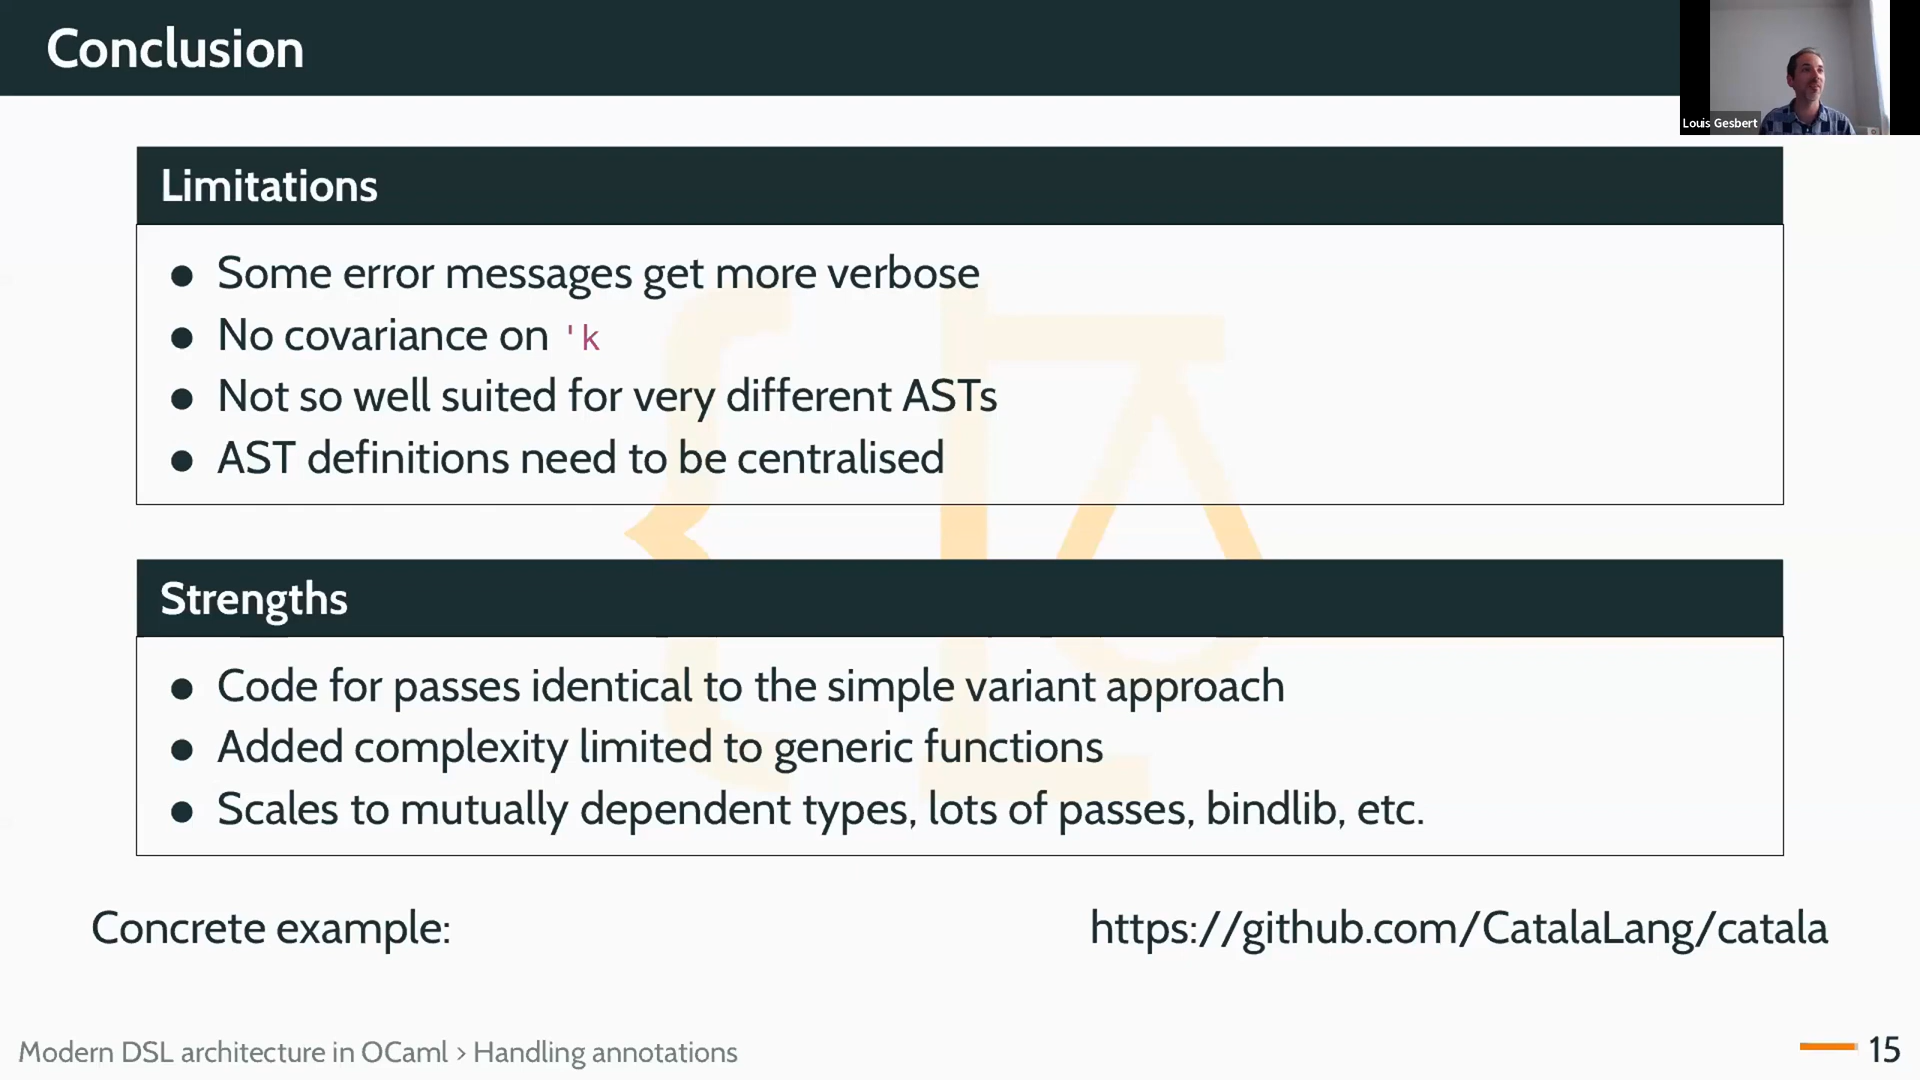 Conclusion
Louis Gesbert
Limitations
● Some error messages get more verbose
● No covariance on 'k
● Not so well suited for very different ASTs
● AST definitions need to be centralised
Strengths
● Code for passes identical to the simple variant approach
● Added complexity limited to generic functions
● Scales to mutually dependent types, lots of passes, bindlib, etc.
Concrete example: https://github.com/CatalaLang/catala
Modern DSL architecture in OCaml › Handling annotations 15